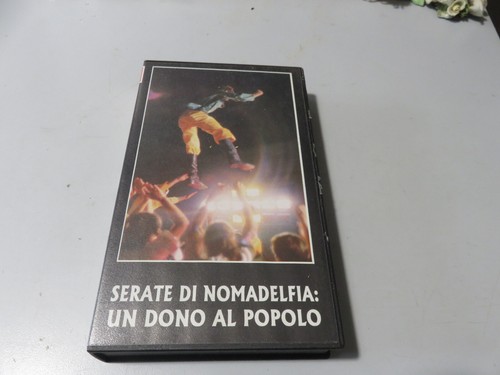 SERATE DI NOMADELFIA:
UN DONO AL POPOLO